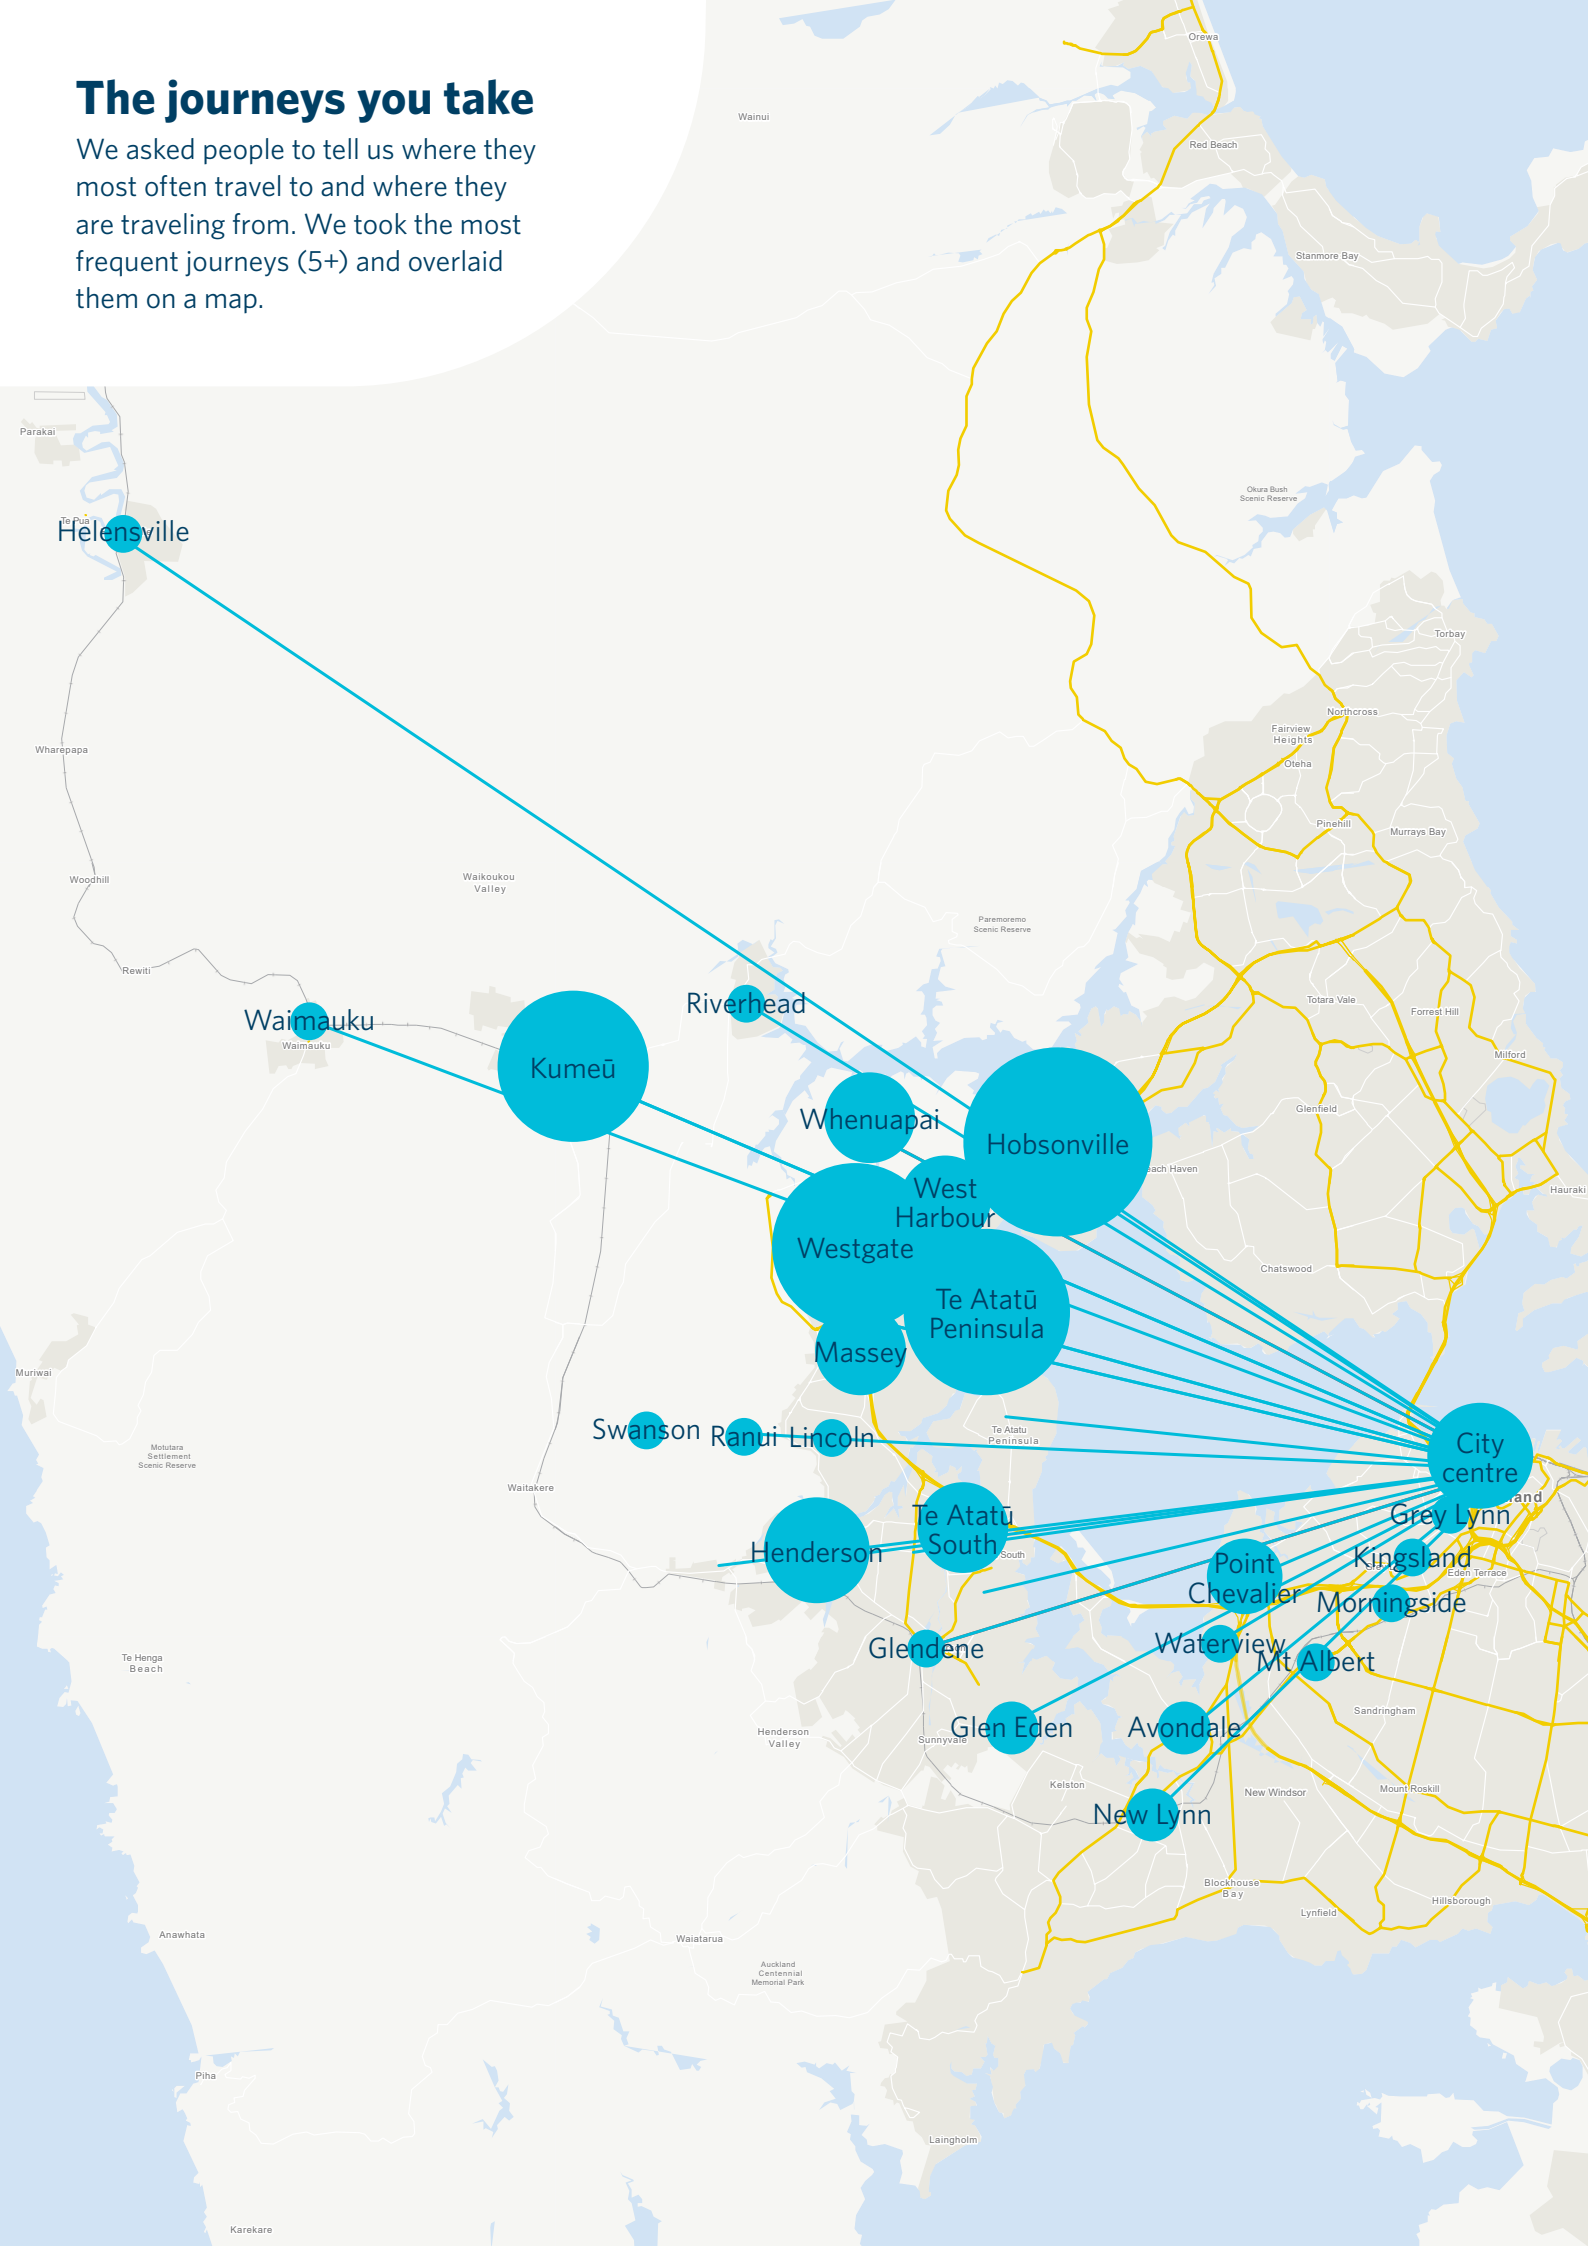 The journeys you take
We asked people to tell us where they
most often travel to and where they
are traveling from. We took the most
frequent journeys (5+) and overlaid
them on a map.
Orewa
Wainui
Red Beach
Stanmore Bay
Parakai
Okura Bush
Scenic Reserve
Te Pua
Helensville
Torbay
Northcross
Fairview
Heights
Wharepapa
Oteha
Pinehill
Murrays Bay
Woodhill
Waikoukou
Valley
Paremoremo
Scenic Reserve
Rewiti
Totara Vale
Riverhead
Forrest Hill
Waimauku
Waimauku
Milford
Kumeū
Glenfield
Whenuapai
Hobsonville
each Haven
West
Harbour
Hauraki
Westgate
Chatswood
Te Atatū
Peninsula
Massey
Muriwai
Swanson
Ranui
Lincoln
Te Atatu
Peninsula
City
centre
Motutara
Settlement
Scenic Reserve
Waitakere
and
Te Atatū
South
Grey Lynn
Henderson
South
Kingsland
Point
Chevalier
Eden Terrace
Morningside
Glendene
Waterview
Mt Albert
Te Henga
Beach
Sandringham
Henderson
Valley
Glen Eden
Avondale
Sunnyvale
Kelston
New Windsor
Mount Roskill
New Lynn
Blockhouse
Bay
Hillsborough
Lynfield
Anawhata
Waiatarua
Auckland
Centennial
Memorial Park
Piha
Laingholm
Karekare